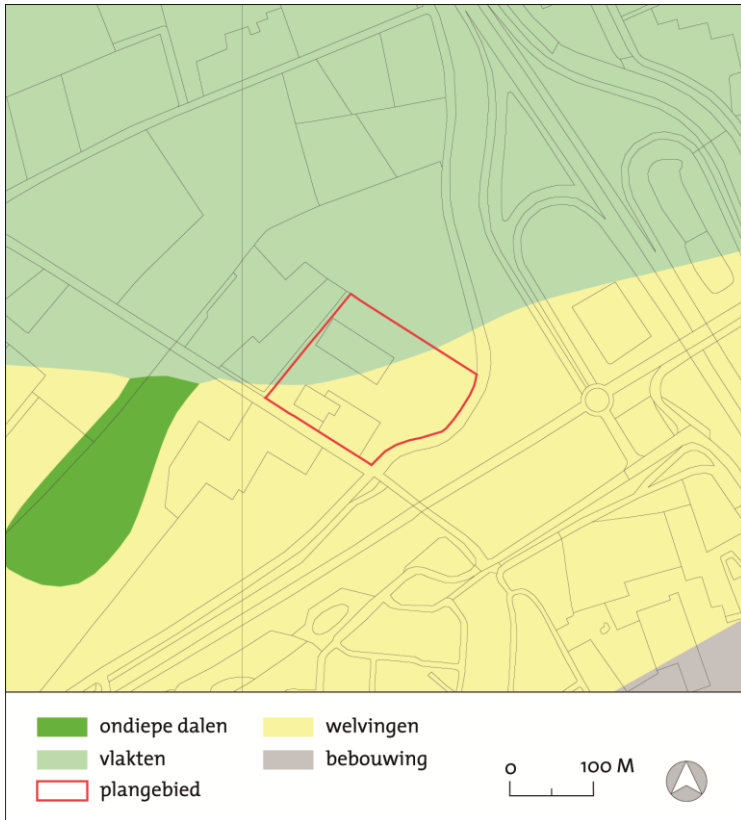 ondiepe dalen
vlakten
plangebied
welvingen
bebouwing
0 100 M